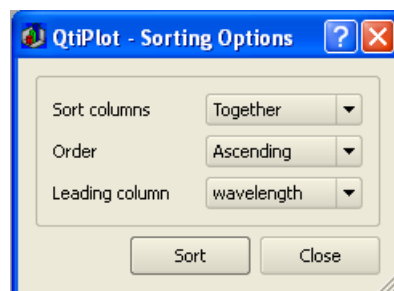 QtiPlot - Sorting Options
Sort columns Together
Order Ascending
Leading column wavelength
Sort Close